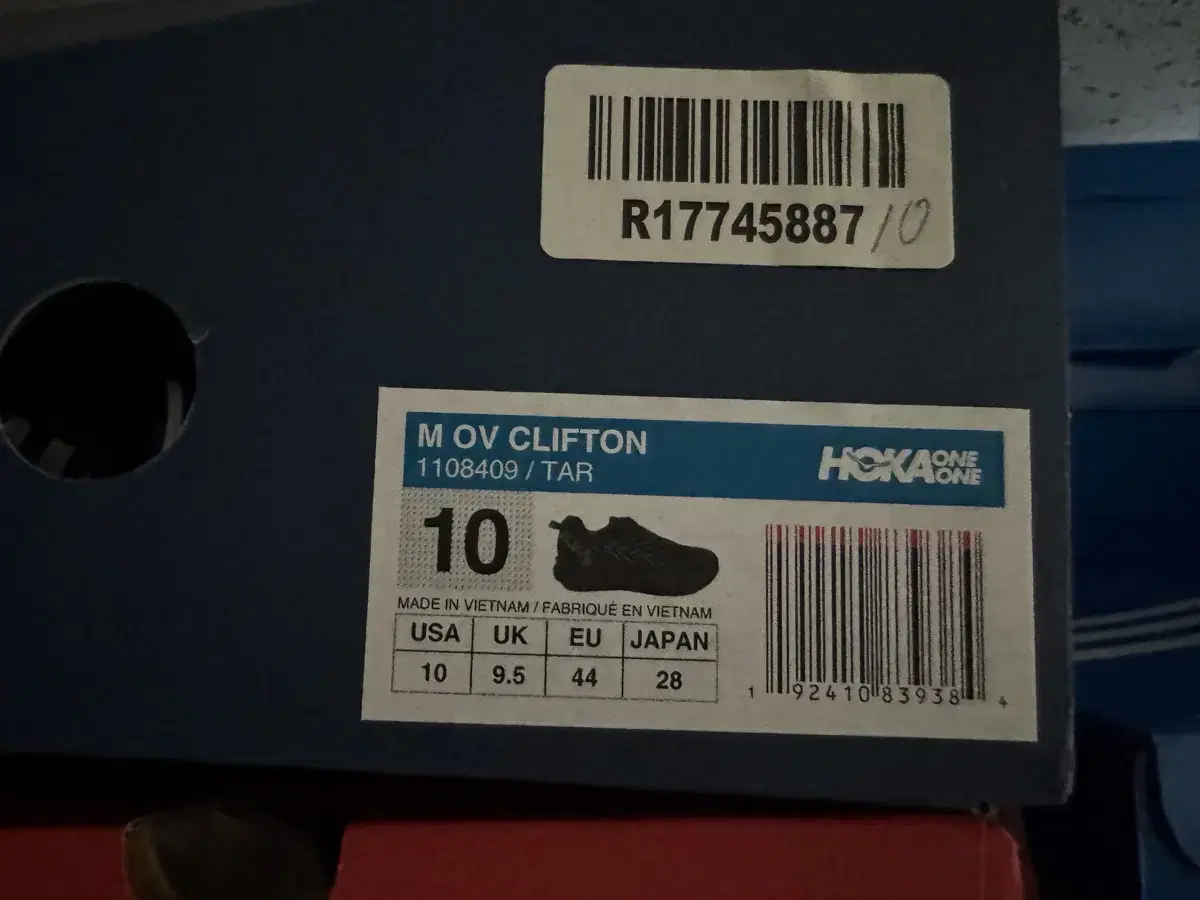 R17745887 /10
M OV CLIFTON
1108409 / TAR
HOKA ONE ONE
10
MADE IN VIETNAM / FABRIQUÉ EN VIETNAM
USA UK EU JAPAN
10 9.5 44 28
1 92410 83938 4